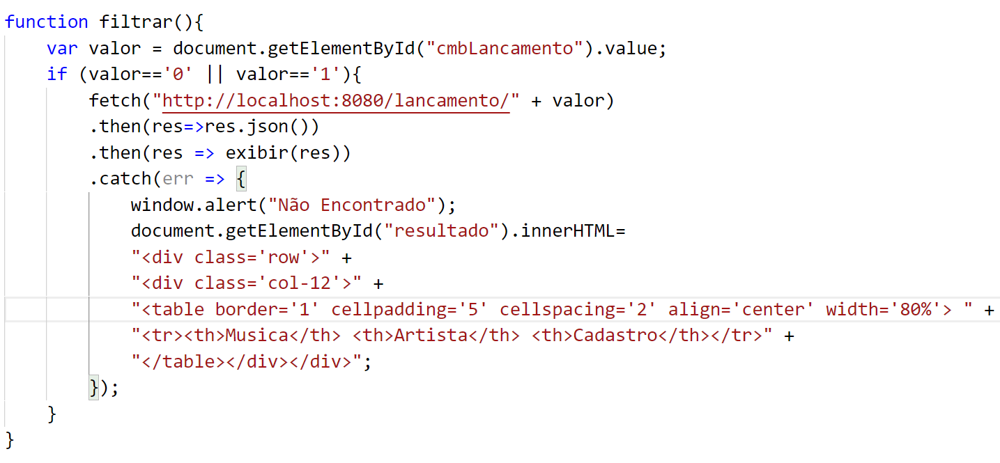 function filtrar(){
    var valor = document.getElementById("cmbLancamento").value;
    if (valor=='0' || valor=='1'){
        fetch("http://localhost:8080/lancamento/" + valor)
        .then(res=>res.json())
        .then(res => exibir(res))
        .catch(err => {
            window.alert("Não Encontrado");
            document.getElementById("resultado").innerHTML=
            "<div class='row'>" +
            "<div class='col-12'>" +
            "<table border='1' cellpadding='5' cellspacing='2' align='center' width='80%'> " +
            "<tr><th>Musica</th> <th>Artista</th> <th>Cadastro</th></tr>" +
            "</table></div></div>";
        });
    }
}